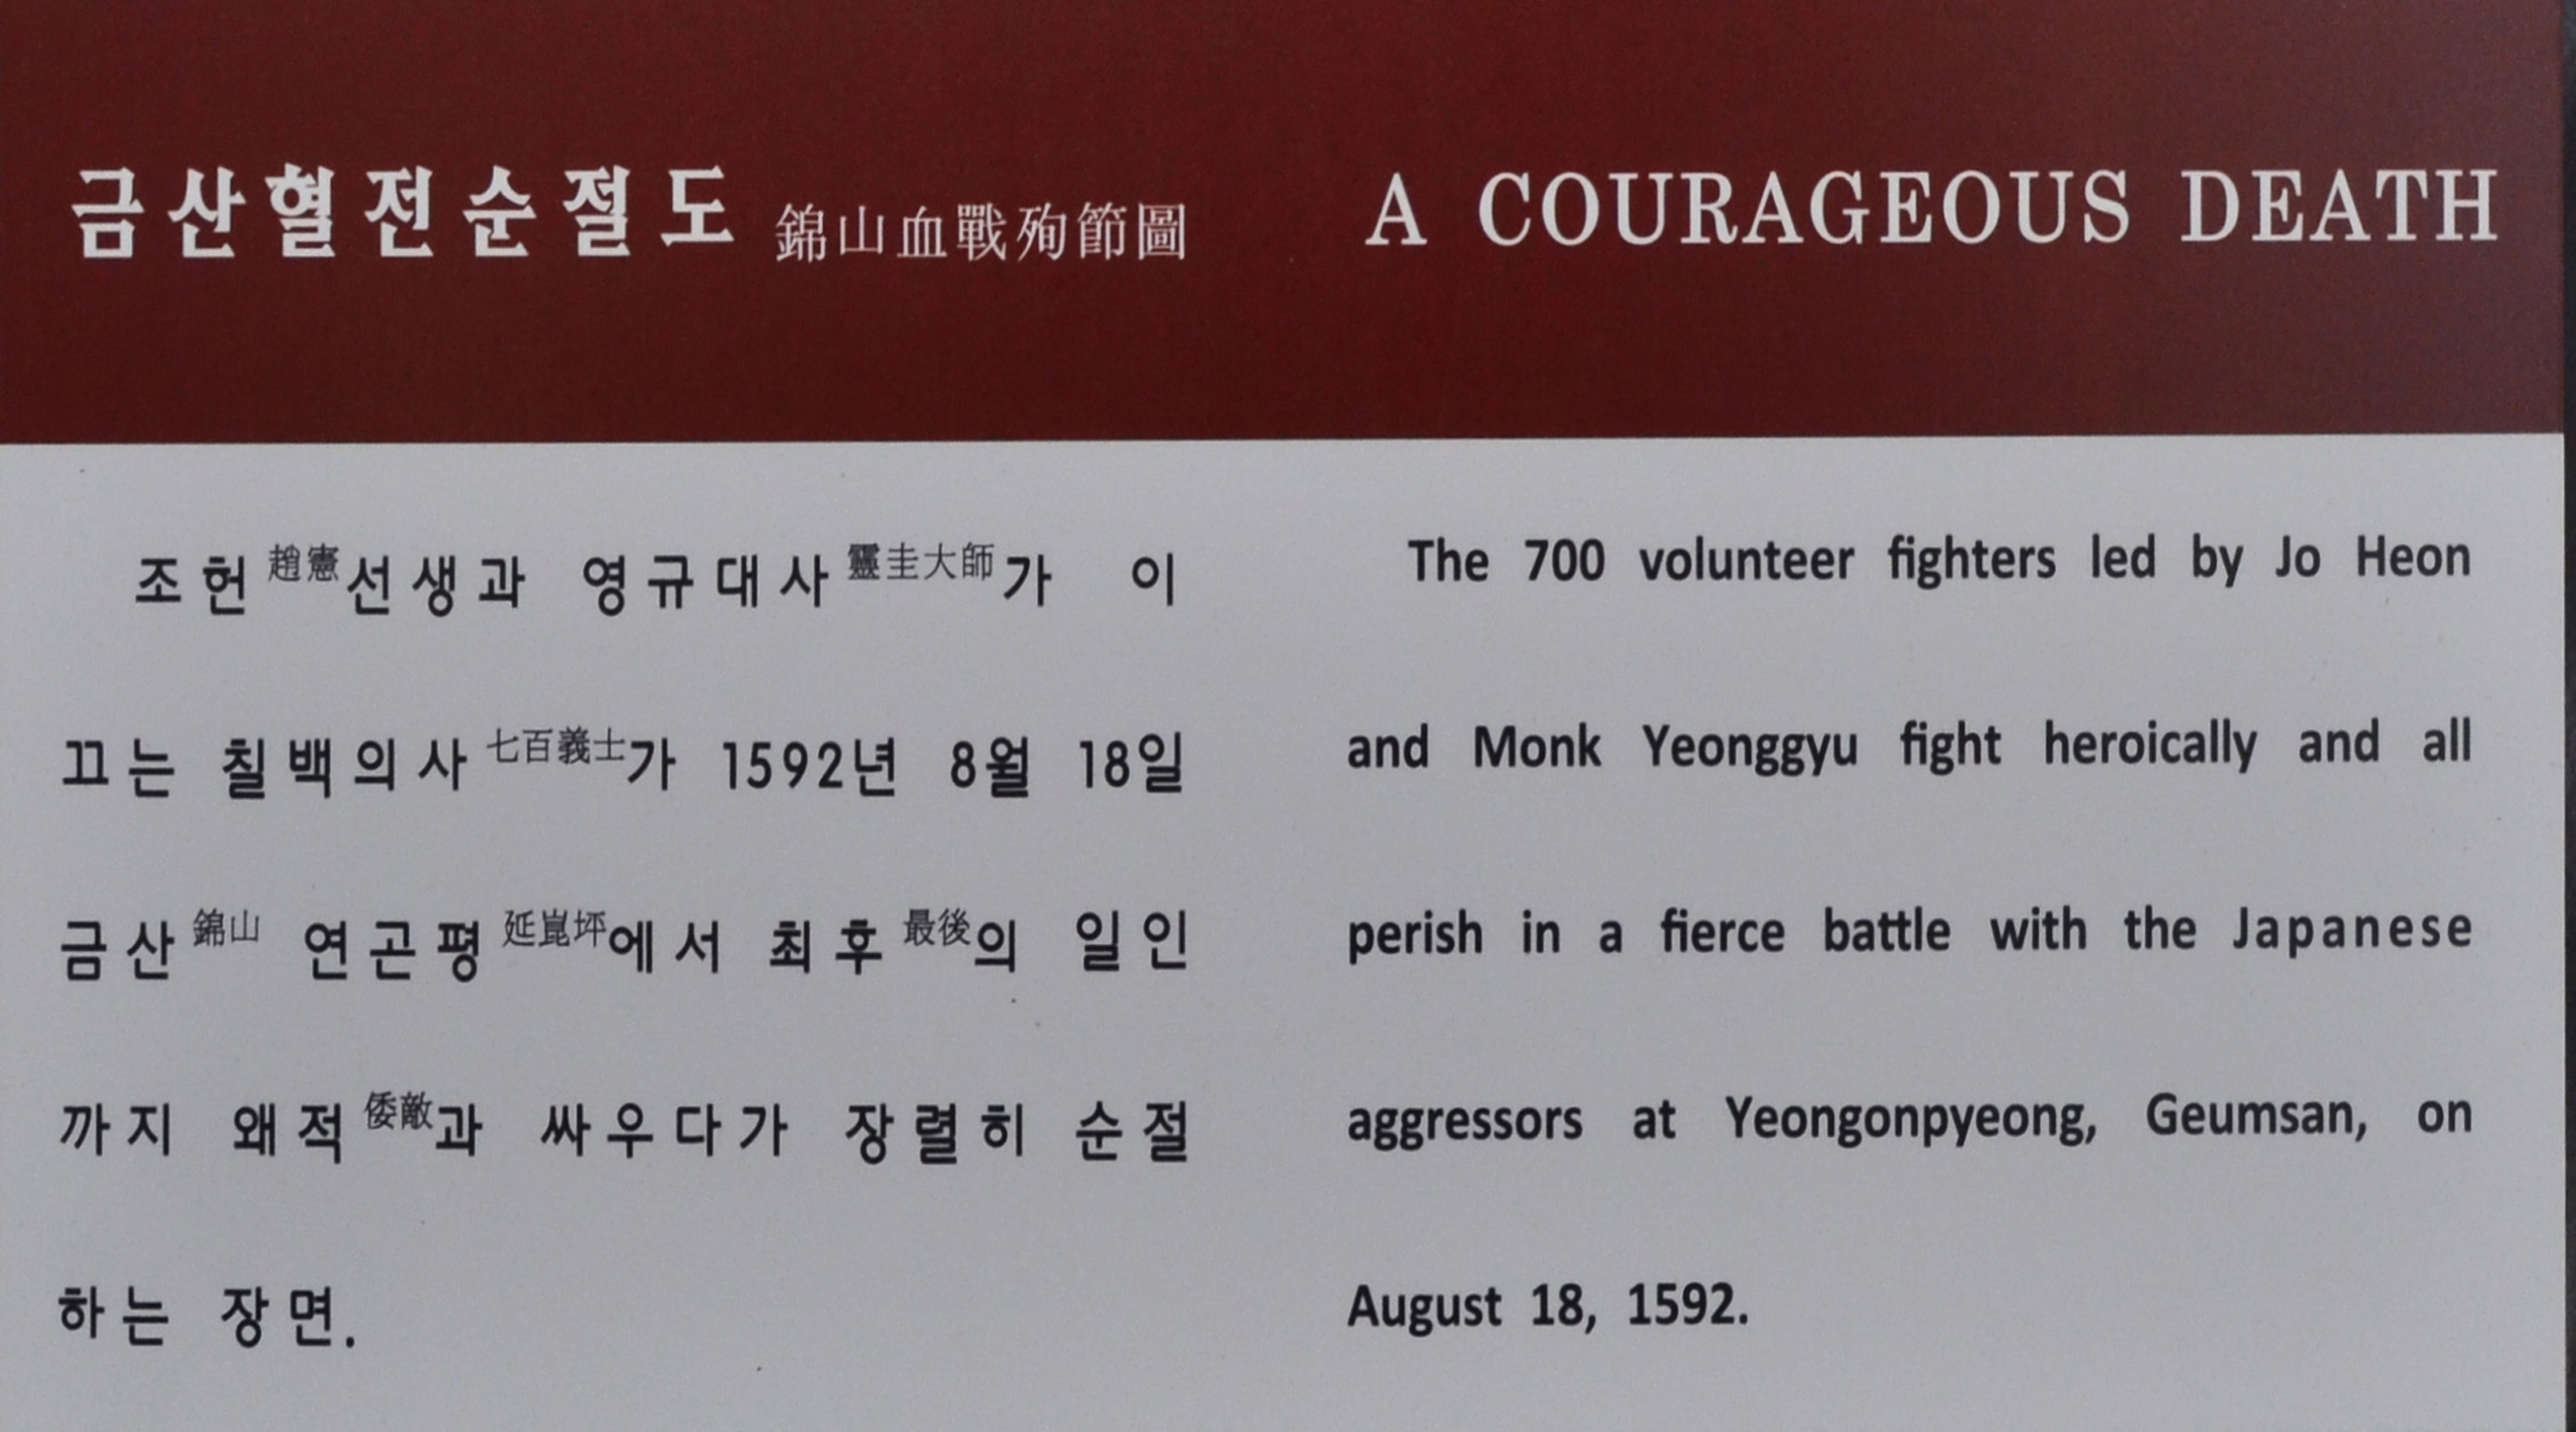 금산혈전순절도 錦山血戰殉節圖
A COURAGEOUS DEATH
조헌趙憲선생과 영규대사靈圭大師가 이
끄는 칠백의사七百義士가 1592년 8월 18일
금산錦山 연곤평延崑坪에서 최후最後의 일인
까지 왜적倭敵과 싸우다가 장렬히 순절
하는 장면.
The 700 volunteer fighters led by Jo Heon
and Monk Yeonggyu fight heroically and all
perish in a fierce battle with the Japanese
aggressors at Yeongonpyeong, Geumsan, on
August 18, 1592.